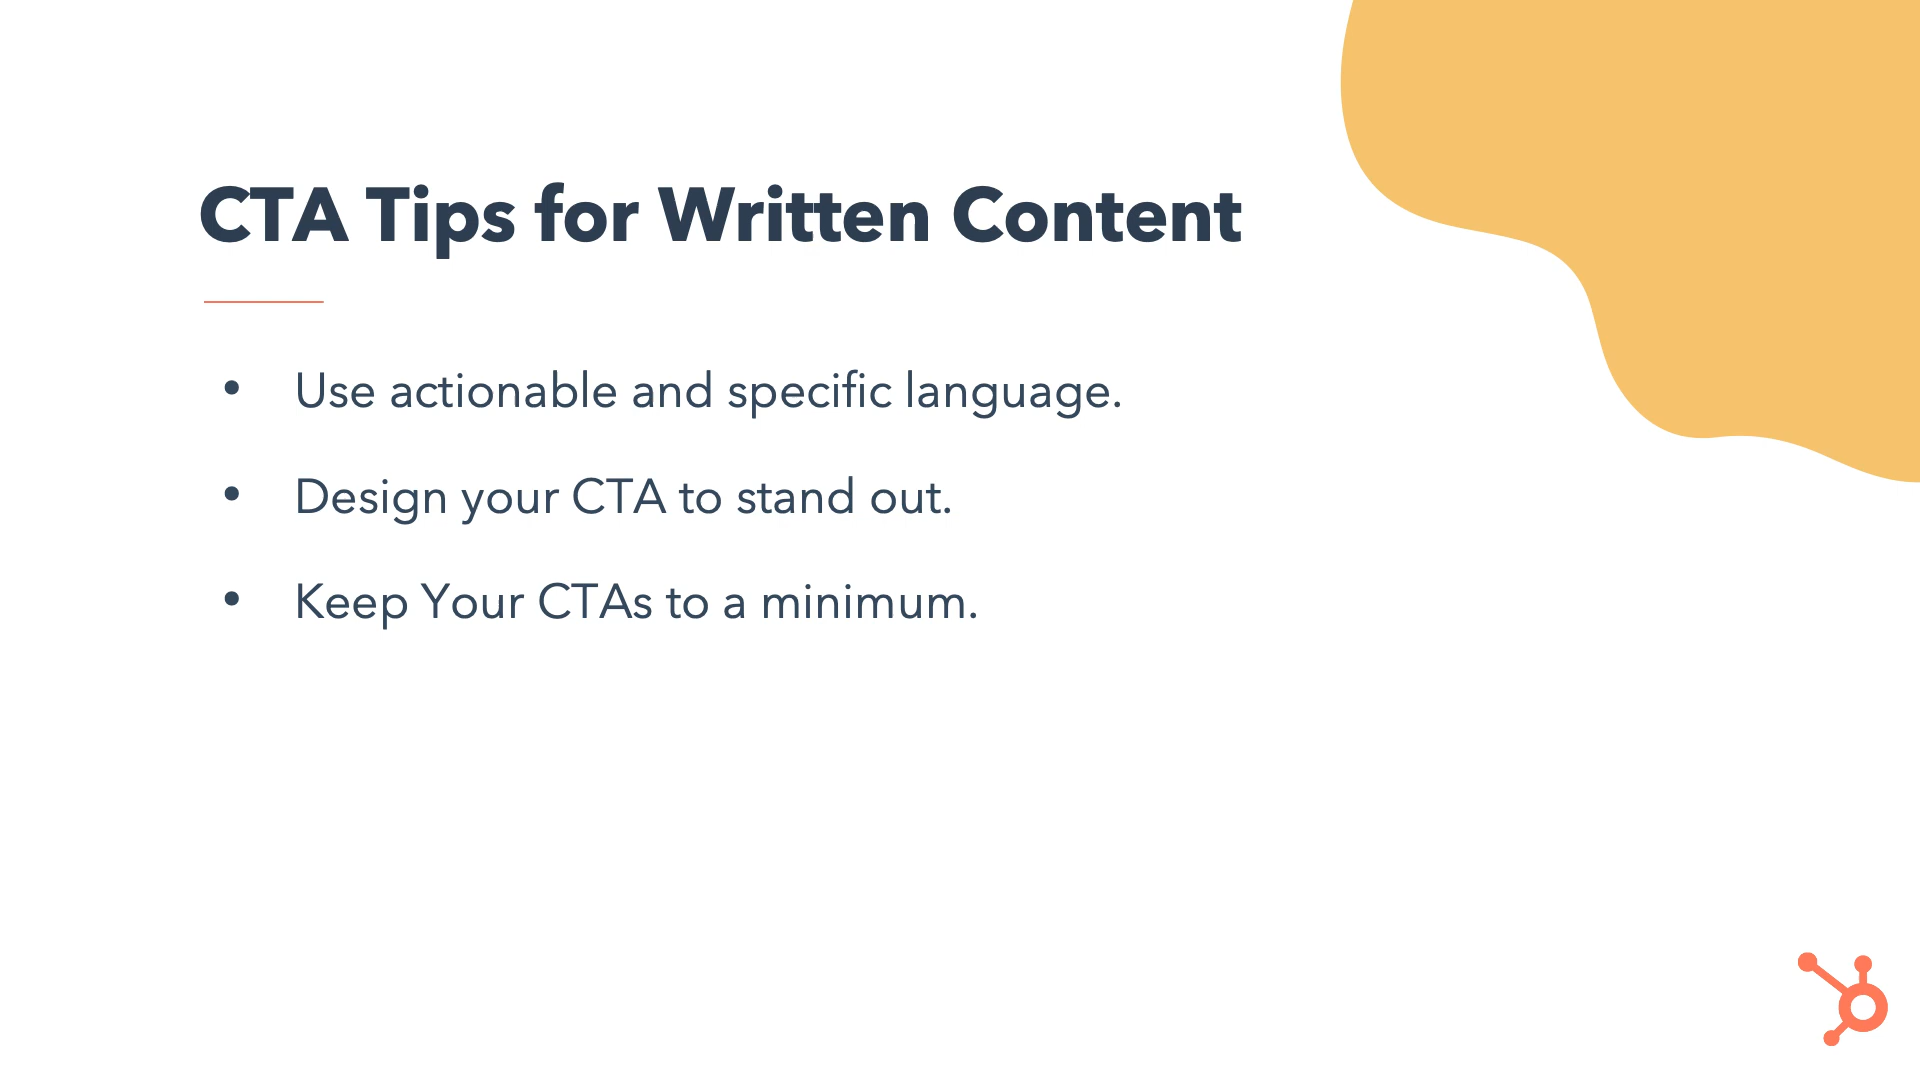 CTA Tips for Written Content
• Use actionable and specific language.
• Design your CTA to stand out.
• Keep Your CTAs to a minimum.